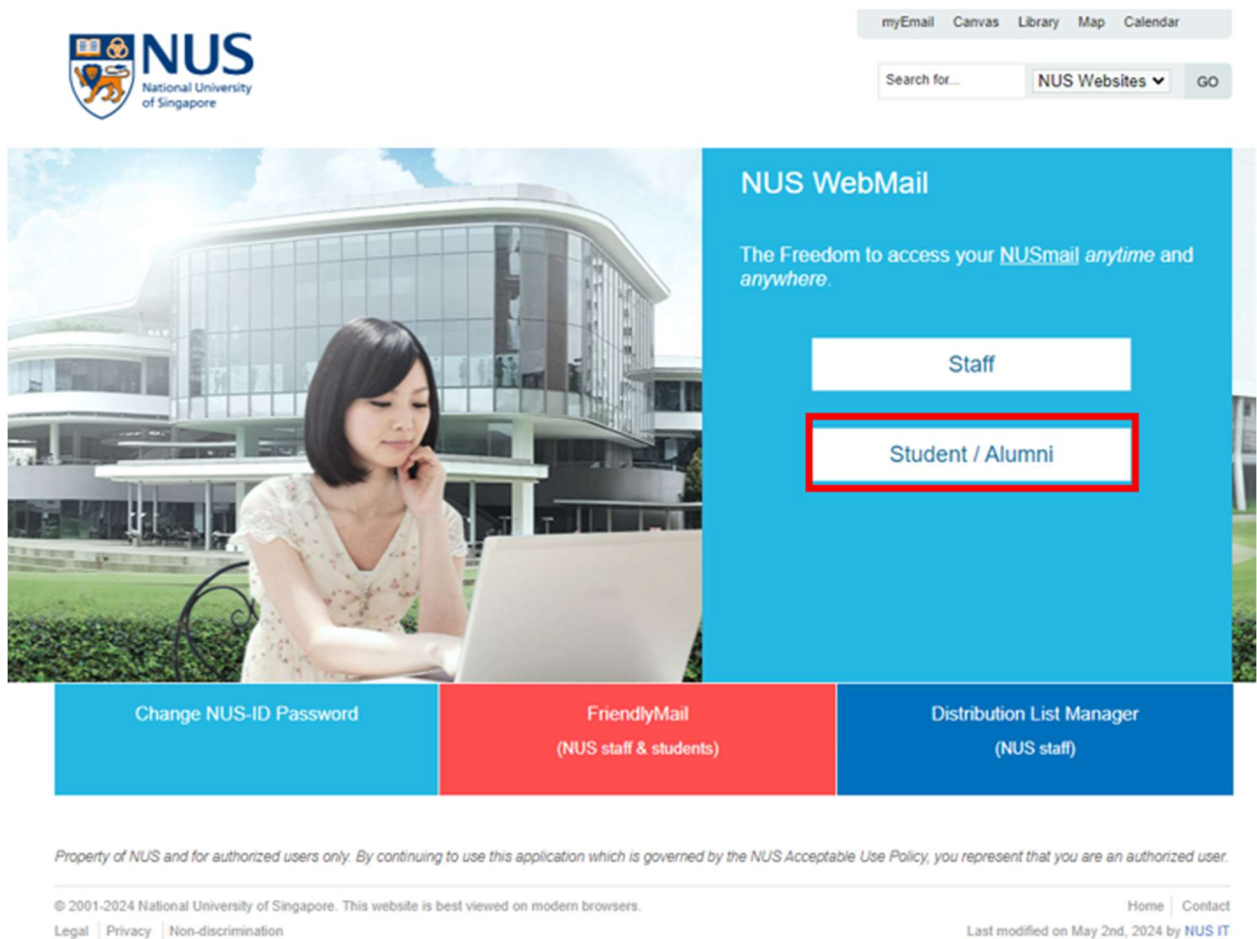 myEmail Canvas Library Map Calendar
NUS
National University
of Singapore
Search for... NUS Websites GO
NUS WebMail
The Freedom to access your NUSmail anytime and
anywhere.
Staff
Student / Alumni
Change NUS-ID Password
FriendlyMail
(NUS staff & students)
Distribution List Manager
(NUS staff)
Property of NUS and for authorized users only. By continuing to use this application which is governed by the NUS Acceptable Use Policy, you represent that you are an authorized user.
© 2001-2024 National University of Singapore. This website is best viewed on modern browsers.
Home Contact
Legal Privacy Non-discrimination
Last modified on May 2nd, 2024 by NUS IT